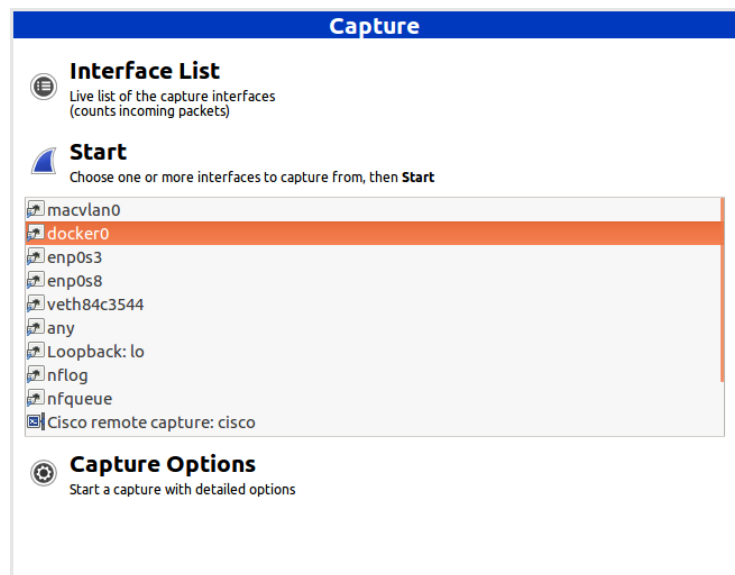 Capture
Interface List
Live list of the capture interfaces
(counts incoming packets)
Start
Choose one or more interfaces to capture from, then Start
macvlan0
docker0
enp0s3
enp0s8
veth84c3544
any
Loopback: lo
nflog
nfqueue
Cisco remote capture: cisco
Capture Options
Start a capture with detailed options